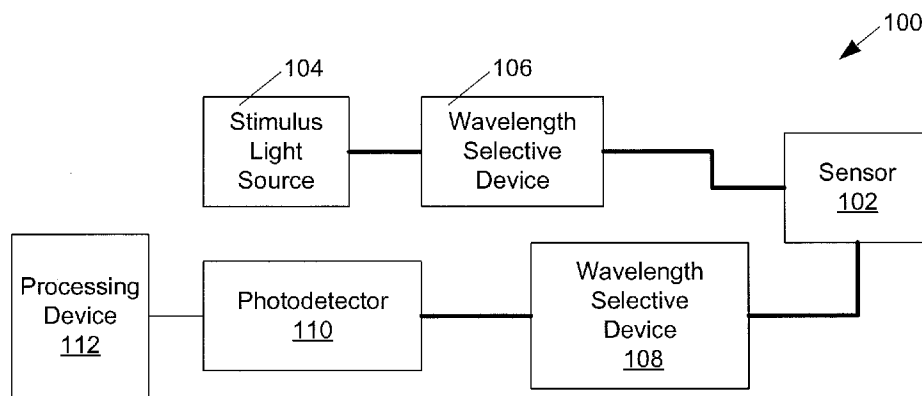 100
104
106
Stimulus
Light
Source
Wavelength
Selective
Device
Sensor
102
Processing
Device
112
Photodetector
110
Wavelength
Selective
Device
108